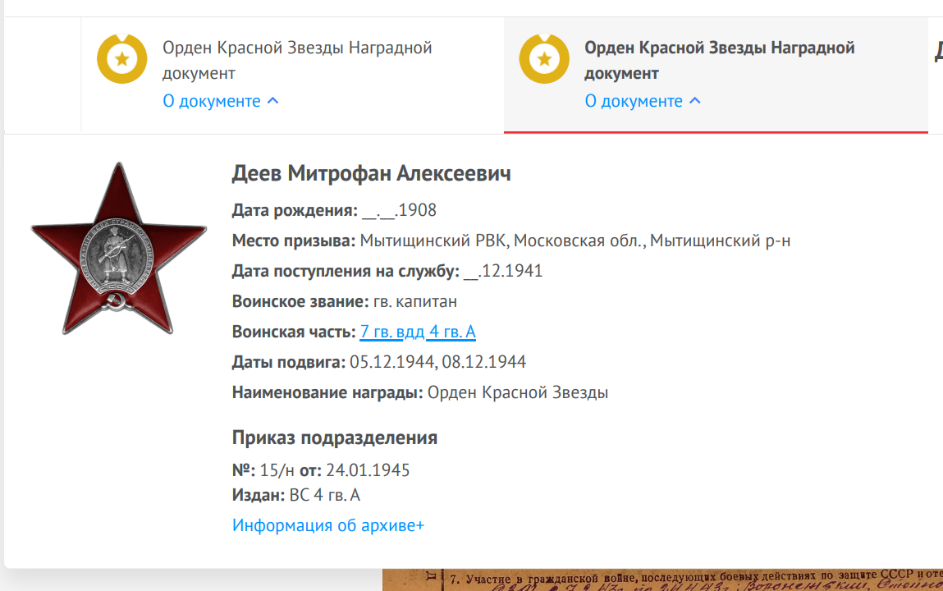 Орден Красной Звезды Наградной
документ
О документе
Орден Красной Звезды Наградной
документ
О документе
Деев Митрофан Алексеевич
Дата рождения: __.__.1908
Место призыва: Мытищинский РВК, Московская обл., Мытищинский р-н
Дата поступления на службу: __.12.1941
Воинское звание: гв. капитан
Воинская часть: 7 гв. вдд 4 гв. А
Даты подвига: 05.12.1944, 08.12.1944
Наименование награды: Орден Красной Звезды
Приказ подразделения
№: 15/н от: 24.01.1945
Издан: ВС 4 гв. А
Информация об архиве+
7. Участие в гражданской войне, последующих боевых действиях по защите СССР и оте